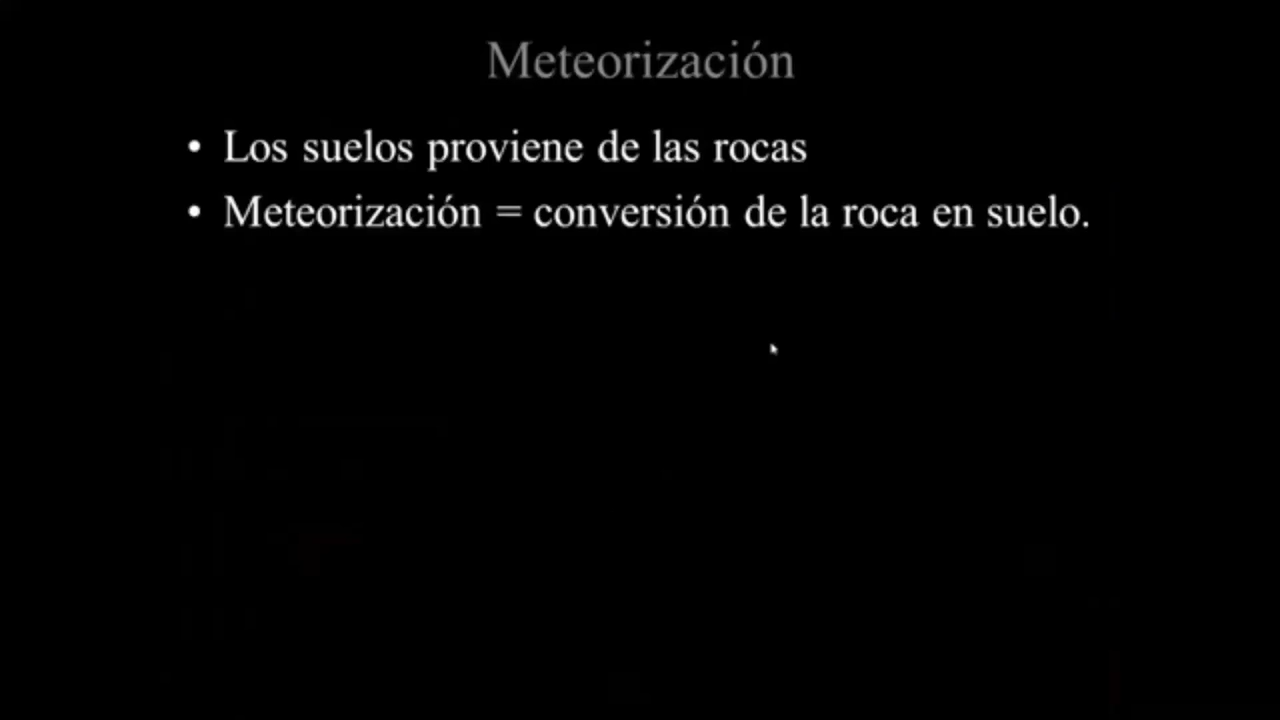 Meteorización
• Los suelos proviene de las rocas
• Meteorización = conversión de la roca en suelo.